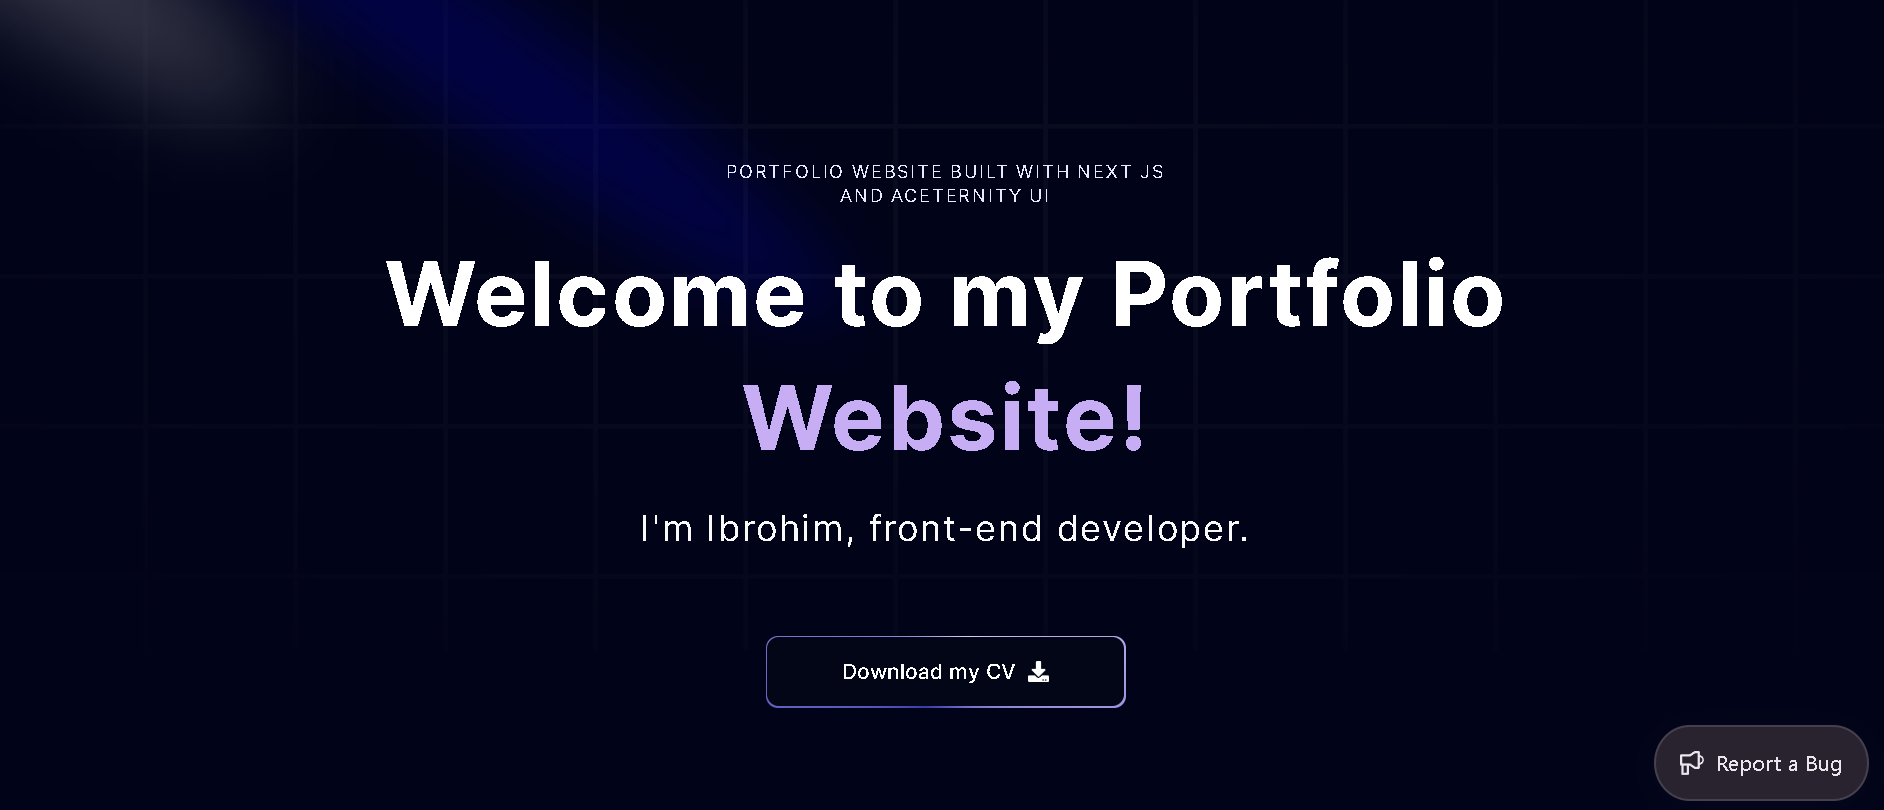 PORTFOLIO WEBSITE BUILT WITH NEXT JS
AND ACETERNITY UI
Welcome to my Portfolio
Website!
I'm Ibrohim, front-end developer.
Download my CV
Report a Bug